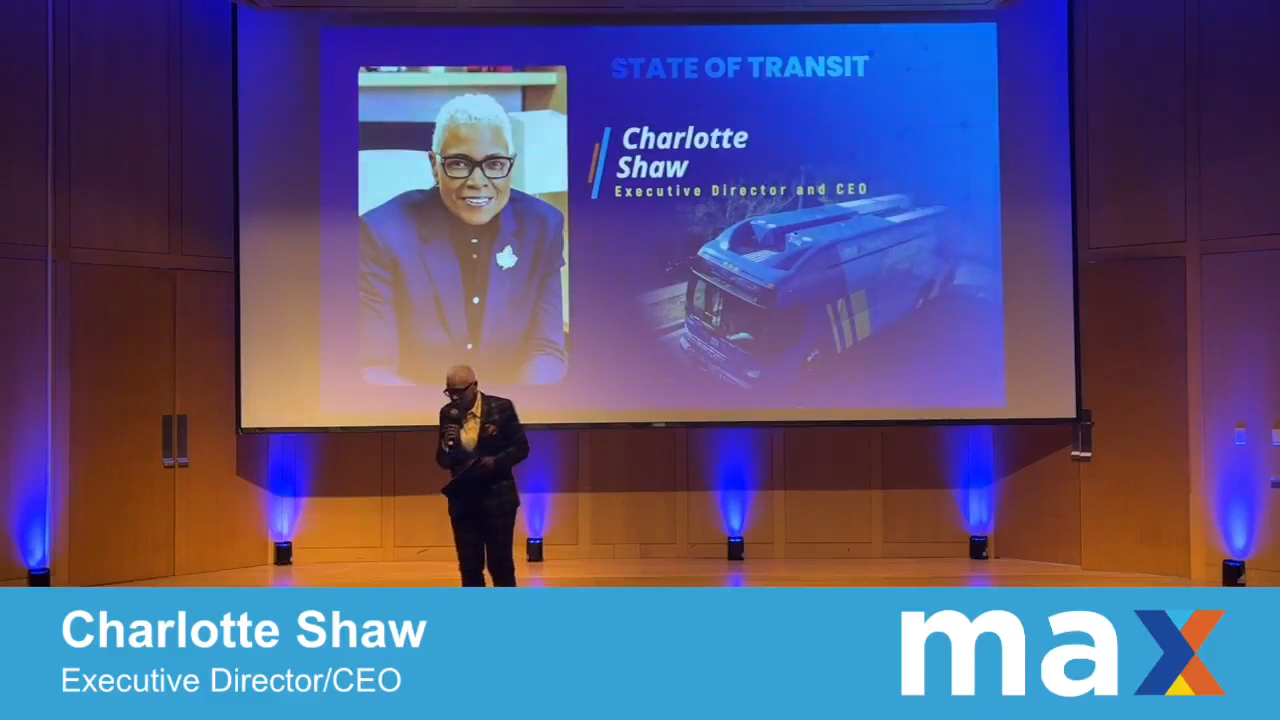 STATE OF TRANSIT
Charlotte
Shaw
Executive Director and CEO
Charlotte Shaw
Executive Director/CEO
max